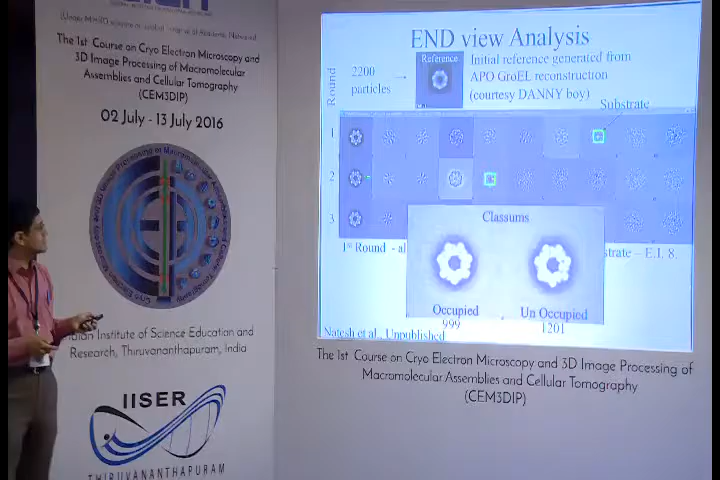 The 1st Course on Cryo Electron Microscopy and
3D Image Processing of Macromolecular
Assemblies and Cellular Tomography
(CEM3DIP)
02 July - 13 July 2016
Indian Institute of Science Education and
Research, Thiruvananthapuram, India
IISER
THIRUVANANTHAPURAM
END view Analysis
2200
particles
Reference
Initial reference generated from
APO GroEL reconstruction
(courtesy DANNY boy)
Substrate
Round
1
2
3
Classums
1st Round - al
strate – E.I. 8.
Occupied
999
Un Occupied
1201
Natesh et al., Unpublished
The 1st Course on Cryo Electron Microscopy and 3D Image Processing of
Macromolecular Assemblies and Cellular Tomography
(CEM3DIP)